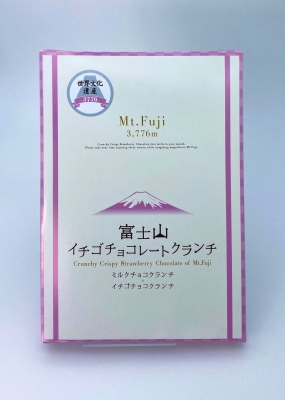 世界文化
遺産
3776
Mt.Fuji
3,776m
富士山
イチゴチョコレートクランチ
Crunchy Crispy Strawberry Chocolate of Mt.Fuji
ミルクチョコクランチ
イチゴチョコクランチ